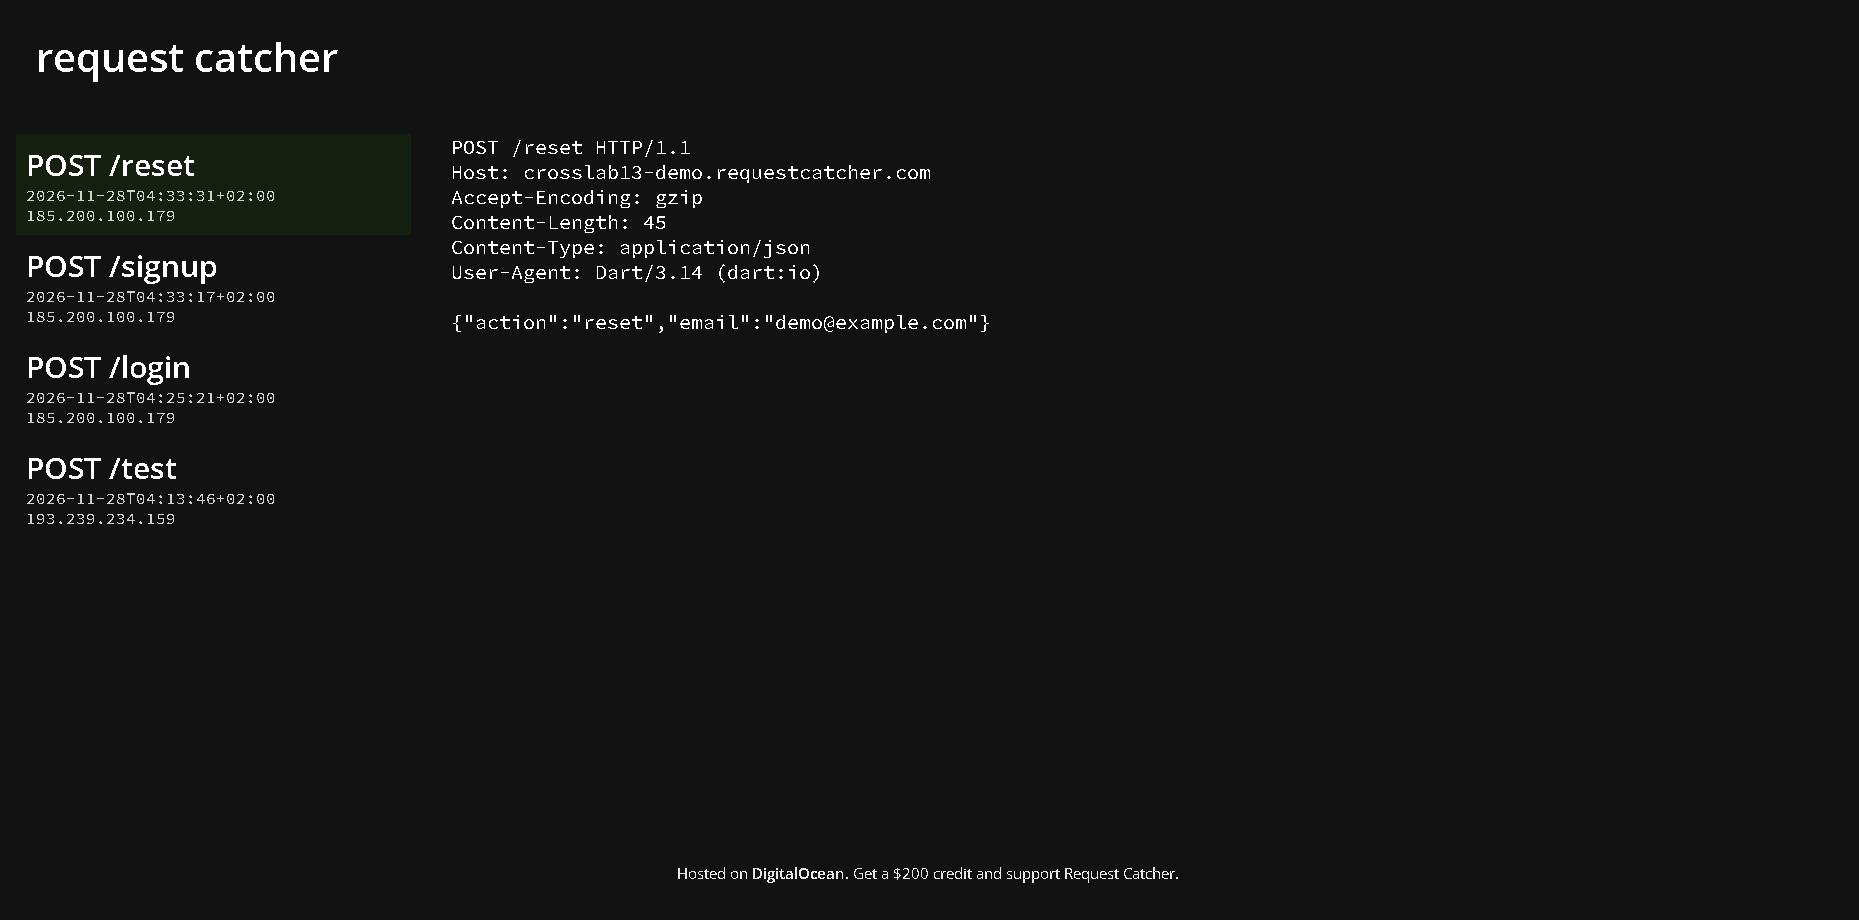 request catcher
POST /reset
2026-11-28T04:33:31+02:00
185.200.100.179
POST /signup
2026-11-28T04:33:17+02:00
185.200.100.179
POST /login
2026-11-28T04:25:21+02:00
185.200.100.179
POST /test
2026-11-28T04:13:46+02:00
193.239.234.159
POST /reset HTTP/1.1
Host: crosslab13-demo.requestcatcher.com
Accept-Encoding: gzip
Content-Length: 45
Content-Type: application/json
User-Agent: Dart/3.14 (dart:io)
{"action":"reset","email":"demo@example.com"}
Hosted on DigitalOcean. Get a $200 credit and support Request Catcher.